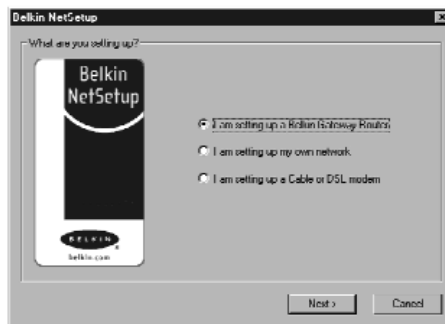 Belkin NetSetup
What are you setting up?
Belkin
NetSetup
I am setting up a Belkin Gateway Router
I am setting up my own network
I am setting up a Cable or DSL modem
BELKIN
belkin.com
Next >
Cancel